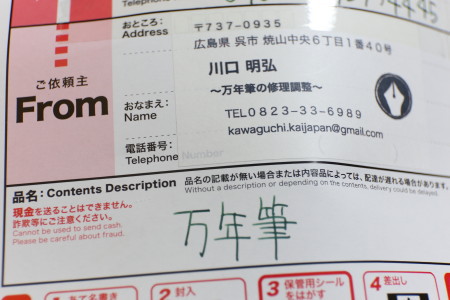 おところ:
Address
〒737-0935
広島県 呉市 焼山中央6丁目1番40号
ご依頼主
From
川口 明弘
～万年筆の修理調整～
おなまえ:
Name
TEL0823-33-6989
kawaguchi.kaijapan@gmail.com
電話番号:
Telephone Number
品名:Contents Description
品名の記載が無い場合または内容品によっては、配達が遅れる場合があります。
Without a description or depending on the contents, delivery could be delayed.
現金を送ることはできません。
詐欺等にご注意ください。
Cannot be used to send cash.
Please be careful about fraud.
万年筆
1 あて名書き
2 封入
3 保管用シール
をはがす
4 差出し